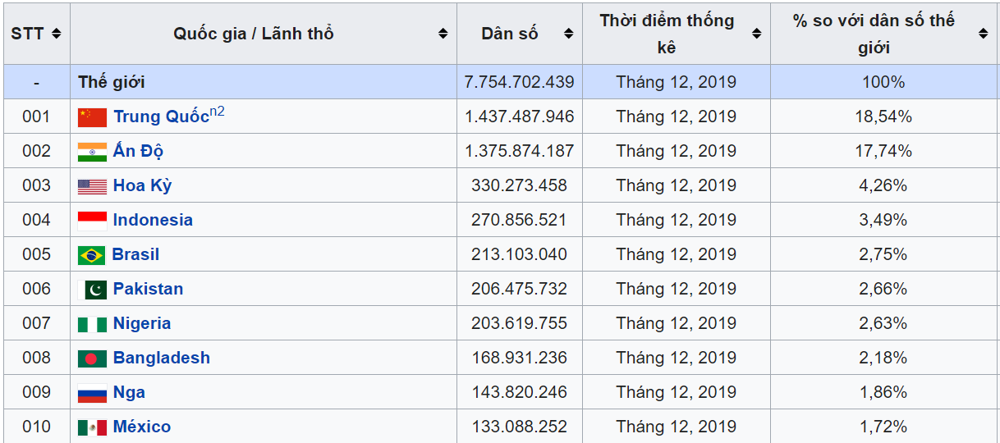 STT Quốc gia / Lãnh thổ Dân số Thời điểm thống kê % so với dân số thế giới
- Thế giới 7.754.702.439 Tháng 12, 2019 100%
001 Trung Quốcn2 1.437.487.946 Tháng 12, 2019 18,54%
002 Ấn Độ 1.375.874.187 Tháng 12, 2019 17,74%
003 Hoa Kỳ 330.273.458 Tháng 12, 2019 4,26%
004 Indonesia 270.856.521 Tháng 12, 2019 3,49%
005 Brasil 213.103.040 Tháng 12, 2019 2,75%
006 Pakistan 206.475.732 Tháng 12, 2019 2,66%
007 Nigeria 203.619.755 Tháng 12, 2019 2,63%
008 Bangladesh 168.931.236 Tháng 12, 2019 2,18%
009 Nga 143.820.246 Tháng 12, 2019 1,86%
010 México 133.088.252 Tháng 12, 2019 1,72%